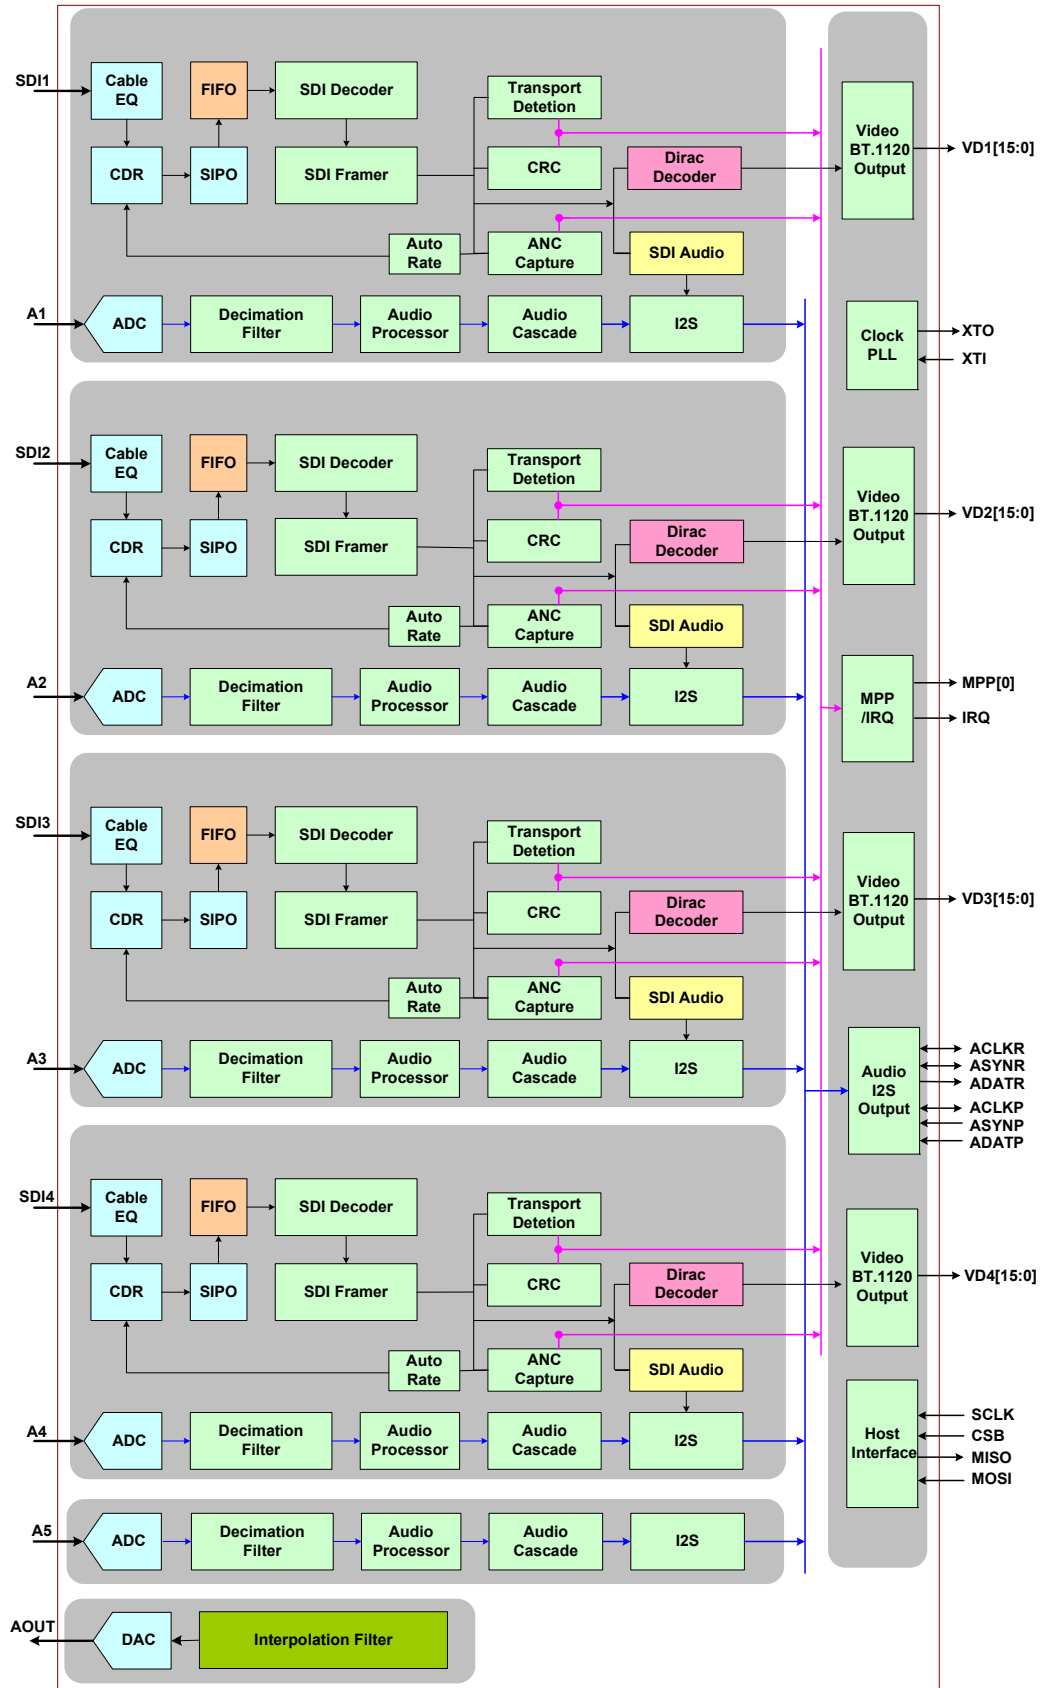 SDI1
Cable
EQ
FIFO
SDI Decoder
Transport
Detetion
Video
BT.1120
Output
VD1[15:0]
CDR
SIPO
SDI Framer
CRC
Dirac
Decoder
Auto
Rate
ANC
Capture
SDI Audio
A1
ADC
Decimation
Filter
Audio
Processor
Audio
Cascade
I2S
Clock
PLL
XTO
XTI
SDI2
Cable
EQ
FIFO
SDI Decoder
Transport
Detetion
Video
BT.1120
Output
VD2[15:0]
CDR
SIPO
SDI Framer
CRC
Dirac
Decoder
Auto
Rate
ANC
Capture
SDI Audio
A2
ADC
Decimation
Filter
Audio
Processor
Audio
Cascade
I2S
MPP
/IRQ
MPP[0]
IRQ
SDI3
Cable
EQ
FIFO
SDI Decoder
Transport
Detetion
Video
BT.1120
Output
VD3[15:0]
CDR
SIPO
SDI Framer
CRC
Dirac
Decoder
Auto
Rate
ANC
Capture
SDI Audio
A3
ADC
Decimation
Filter
Audio
Processor
Audio
Cascade
I2S
Audio
I2S
Output
ACLKR
ASYNR
ADATR
ACLKP
ASYNP
ADATP
SDI4
Cable
EQ
FIFO
SDI Decoder
Transport
Detetion
Video
BT.1120
Output
VD4[15:0]
CDR
SIPO
SDI Framer
CRC
Dirac
Decoder
Auto
Rate
ANC
Capture
SDI Audio
A4
ADC
Decimation
Filter
Audio
Processor
Audio
Cascade
I2S
Host
Interface
SCLK
CSB
MISO
MOSI
A5
ADC
Decimation
Filter
Audio
Processor
Audio
Cascade
I2S
AOUT
DAC
Interpolation Filter